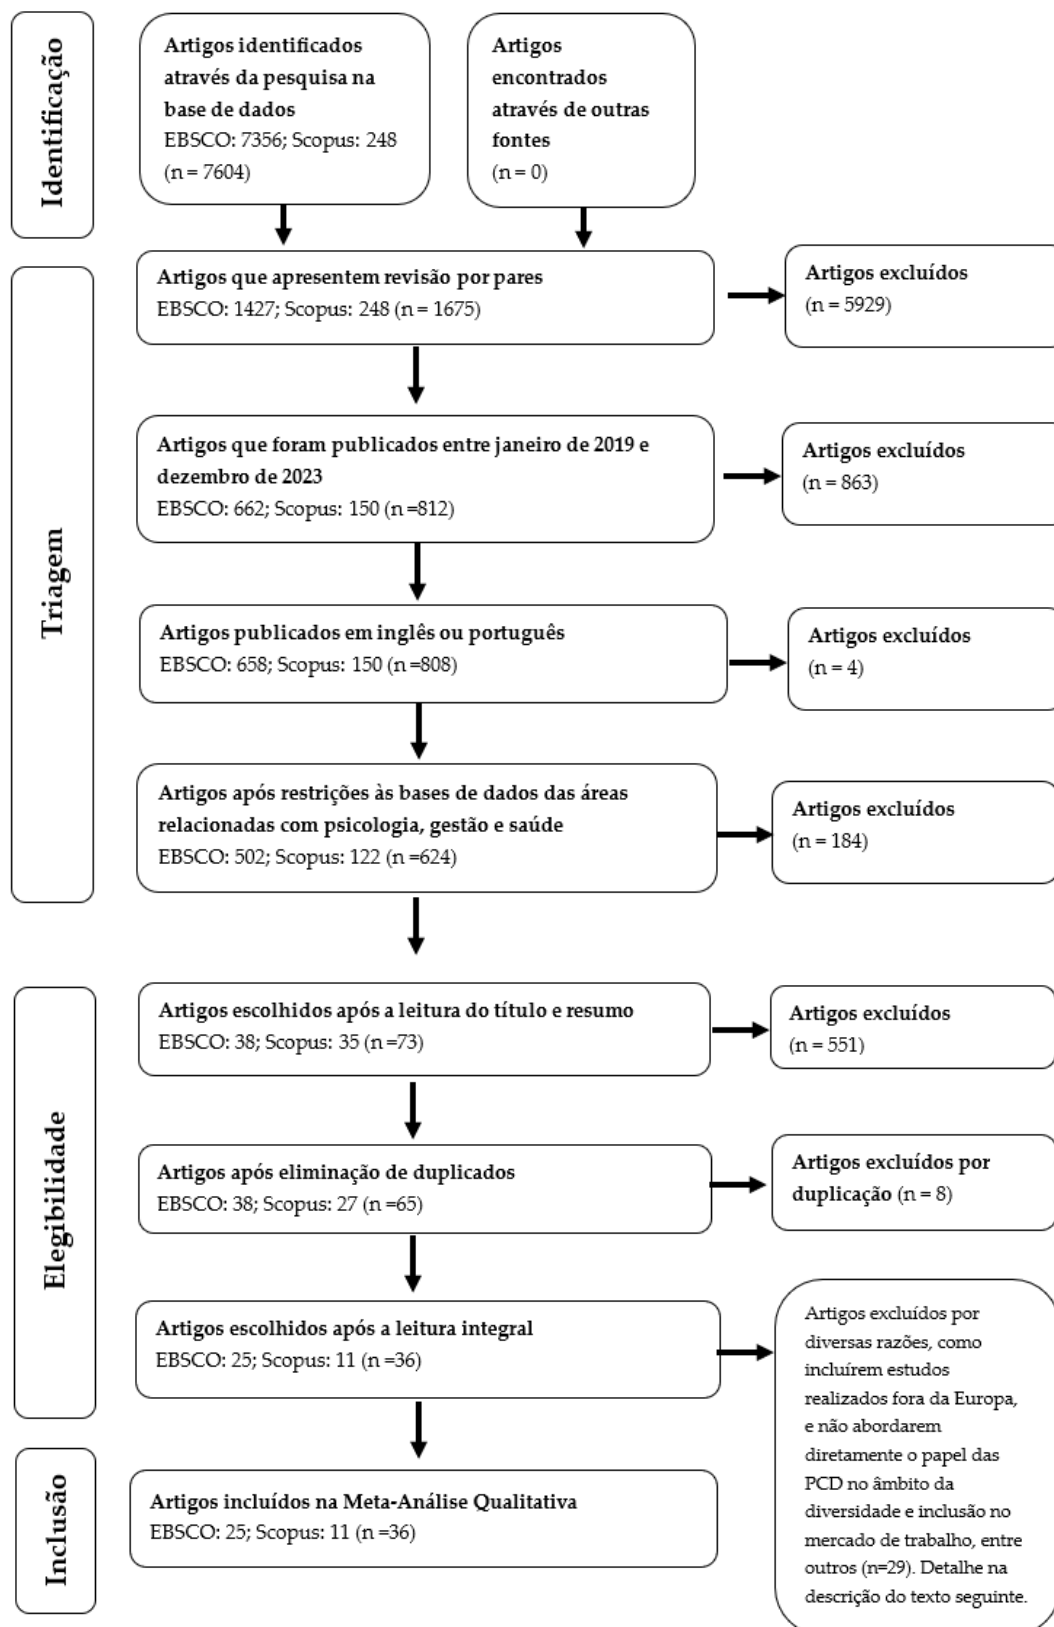 Identificação
Artigos identificados
através da pesquisa na
base de dados
EBSCO: 7356; Scopus: 248
(n = 7604)
Artigos
encontrados
através de outras
fontes
(n = 0)
Triagem
Artigos que apresentem revisão por pares
EBSCO: 1427; Scopus: 248 (n = 1675)
Artigos excluídos
(n = 5929)
Artigos que foram publicados entre janeiro de 2019 e
dezembro de 2023
EBSCO: 662; Scopus: 150 (n =812)
Artigos excluídos
(n = 863)
Artigos publicados em inglês ou português
EBSCO: 658; Scopus: 150 (n =808)
Artigos excluídos
(n = 4)
Artigos após restrições às bases de dados das áreas
relacionadas com psicologia, gestão e saúde
EBSCO: 502; Scopus: 122 (n =624)
Artigos excluídos
(n = 184)
Elegibilidade
Artigos escolhidos após a leitura do título e resumo
EBSCO: 38; Scopus: 35 (n =73)
Artigos excluídos
(n = 551)
Artigos após eliminação de duplicados
EBSCO: 38; Scopus: 27 (n =65)
Artigos excluídos por
duplicação (n = 8)
Artigos escolhidos após a leitura integral
EBSCO: 25; Scopus: 11 (n =36)
Artigos excluídos por
diversas razões, como
incluírem estudos
realizados fora da Europa,
e não abordarem
diretamente o papel das
PCD no âmbito da
diversidade e inclusão no
mercado de trabalho, entre
outros (n=29). Detalhe na
descrição do texto seguinte.
Inclusão
Artigos incluídos na Meta-Análise Qualitativa
EBSCO: 25; Scopus: 11 (n =36)